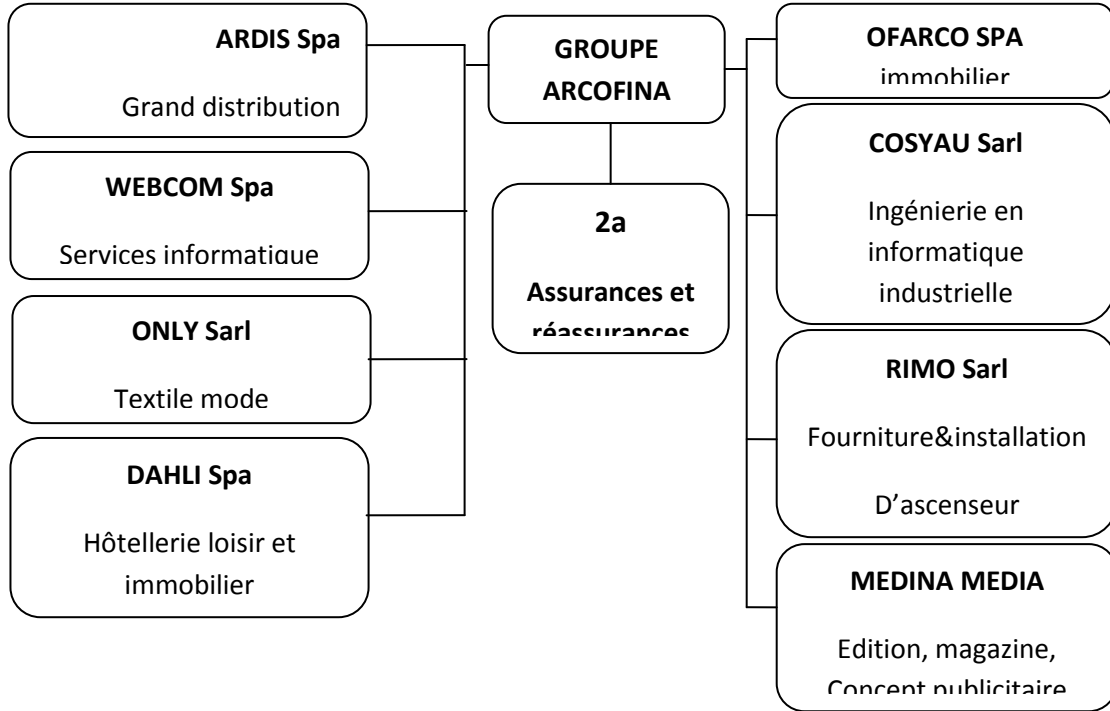 ARDIS Spa
Grand distribution
WEBCOM Spa
Services informatique
ONLY Sarl
Textile mode
DAHLI Spa
Hôtellerie loisir et
immobilier
GROUPE
ARCOFINA
2a
Assurances et
réassurances
OFARCO SPA
immobilier
COSYAU Sarl
Ingénierie en
informatique
industrielle
RIMO Sarl
Fourniture&installation
D’ascenseur
MEDINA MEDIA
Edition, magazine,
Concept publicitaire